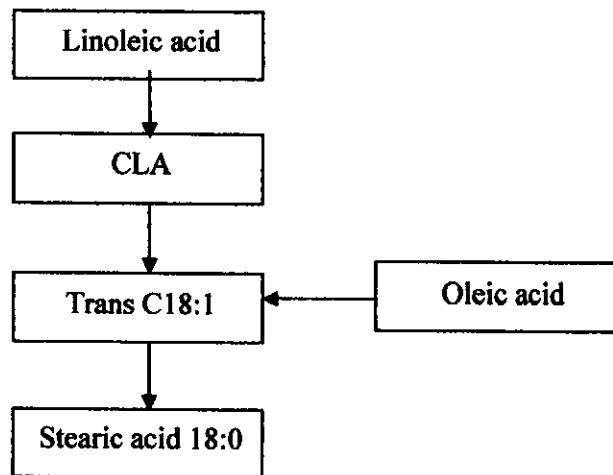 Linoleic acid
CLA
Trans C18:1
Oleic acid
Stearic acid 18:0